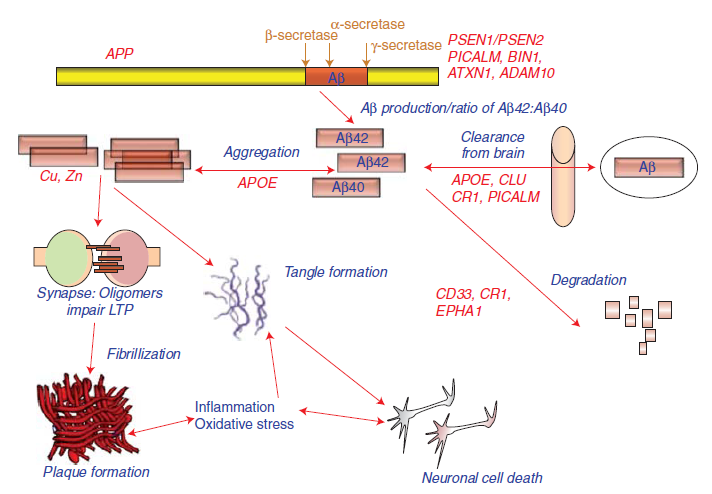 α-secretase
β-secretase
γ-secretase
APP
PSEN1/PSEN2
PICALM, BIN1,
ATXN1, ADAM10
Aβ
Aβ production/ratio of Aβ42:Aβ40
Aβ42
Aβ42
Aβ40
Aggregation
APOE
Cu, Zn
Clearance
from brain
APOE, CLU
CR1, PICALM
Aβ
Synapse: Oligomers
impair LTP
Tangle formation
Degradation
CD33, CR1,
EPHA1
Fibrillization
Inflammation
Oxidative stress
Plaque formation
Neuronal cell death